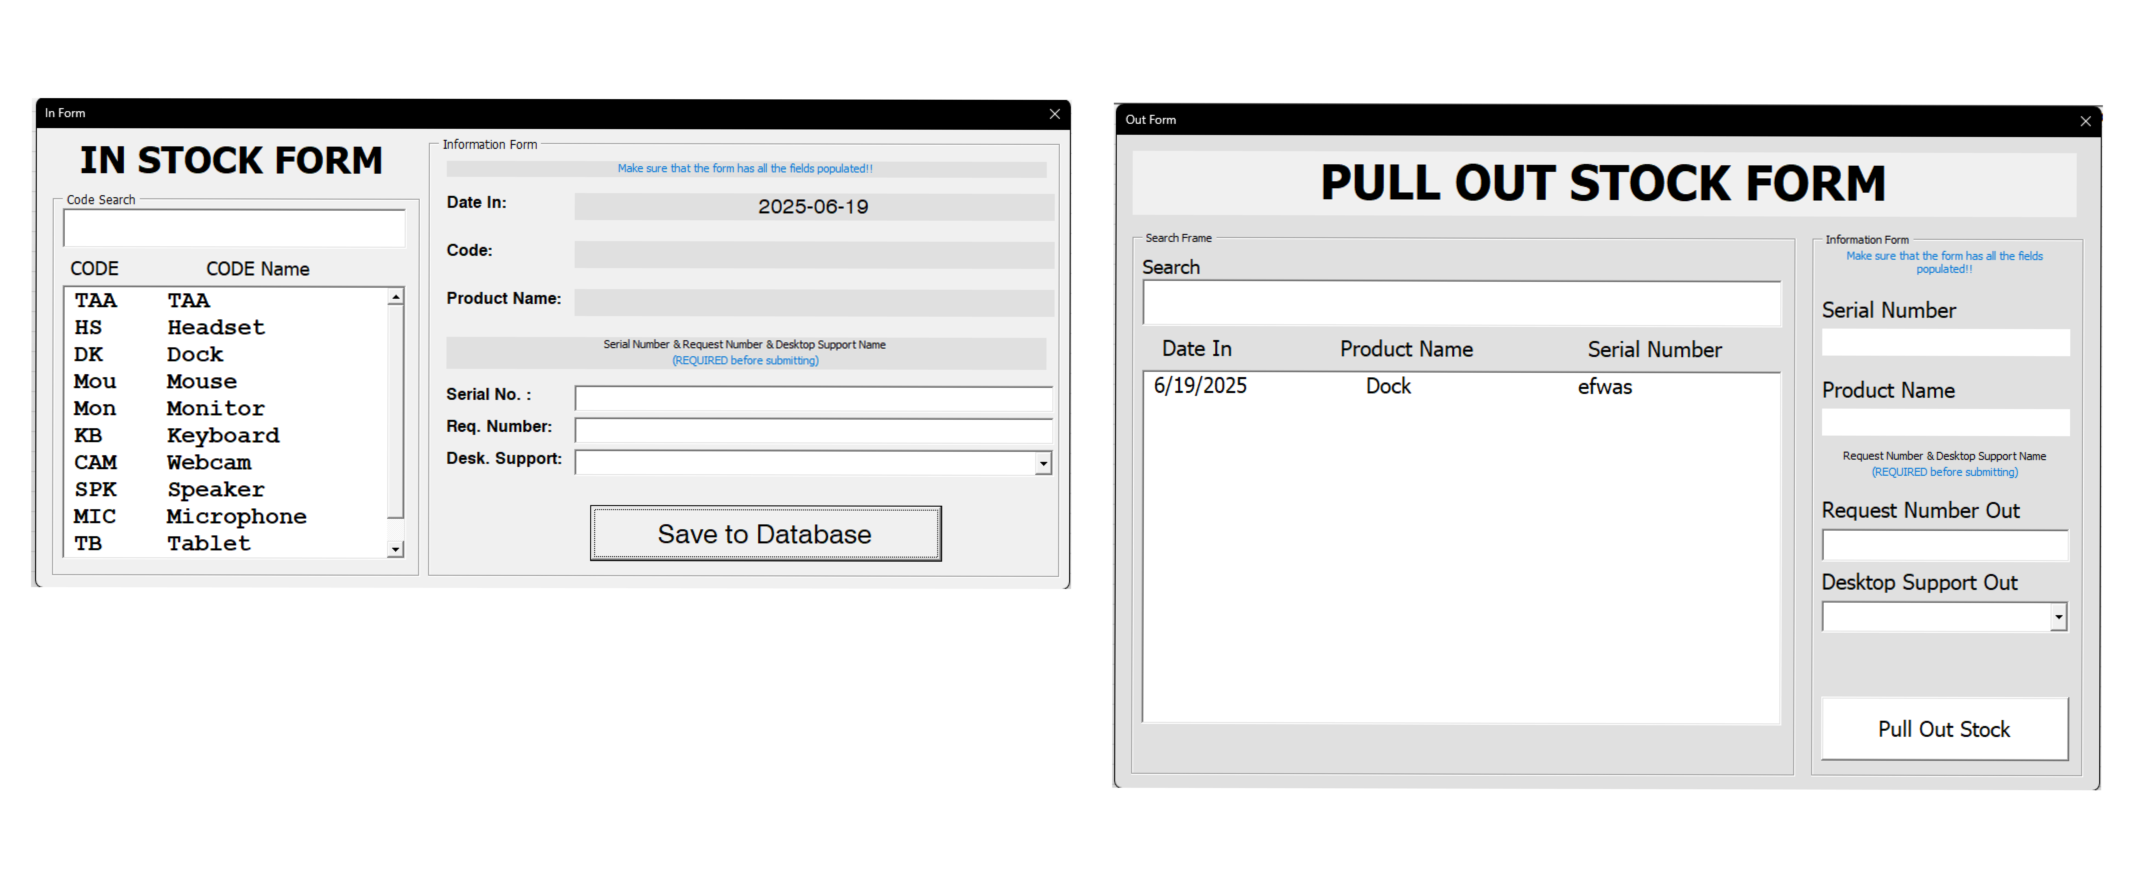 In Form
IN STOCK FORM
Code Search
CODE CODE Name
TAA TAA
HS Headset
DK Dock
Mou Mouse
Mon Monitor
KB Keyboard
CAM Webcam
SPK Speaker
MIC Microphone
TB Tablet
Information Form
Make sure that the form has all the fields populated!!
Date In: 2025-06-19
Code:
Product Name:
Serial Number & Request Number & Desktop Support Name
(REQUIRED before submitting)
Serial No. :
Req. Number:
Desk. Support:
Save to Database
Out Form
PULL OUT STOCK FORM
Search Frame
Search
Date In Product Name Serial Number
6/19/2025 Dock efwas
Information Form
Make sure that the form has all the fields
populated!!
Serial Number
Product Name
Request Number & Desktop Support Name
(REQUIRED before submitting)
Request Number Out
Desktop Support Out
Pull Out Stock